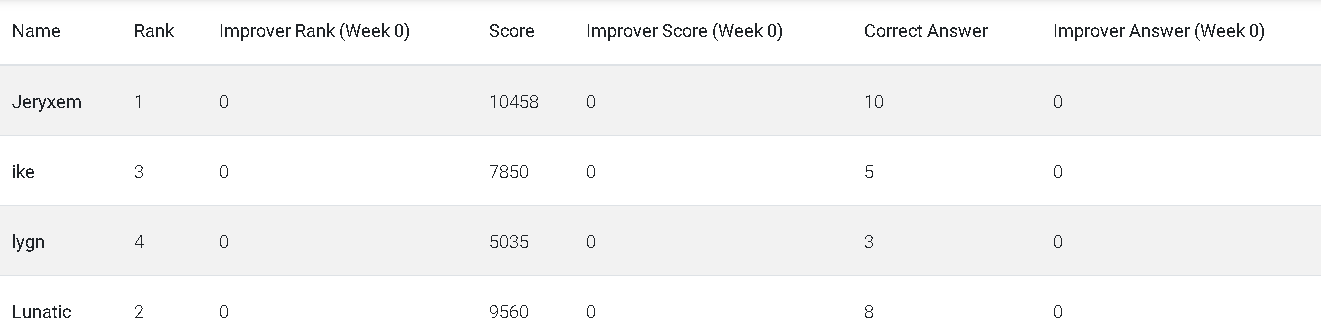 Name Rank Improver Rank (Week 0) Score Improver Score (Week 0) Correct Answer Improver Answer (Week 0)
Jeryxem 1 0 10458 0 10 0
ike 3 0 7850 0 5 0
lygn 4 0 5035 0 3 0
Lunatic 2 0 9560 0 8 0